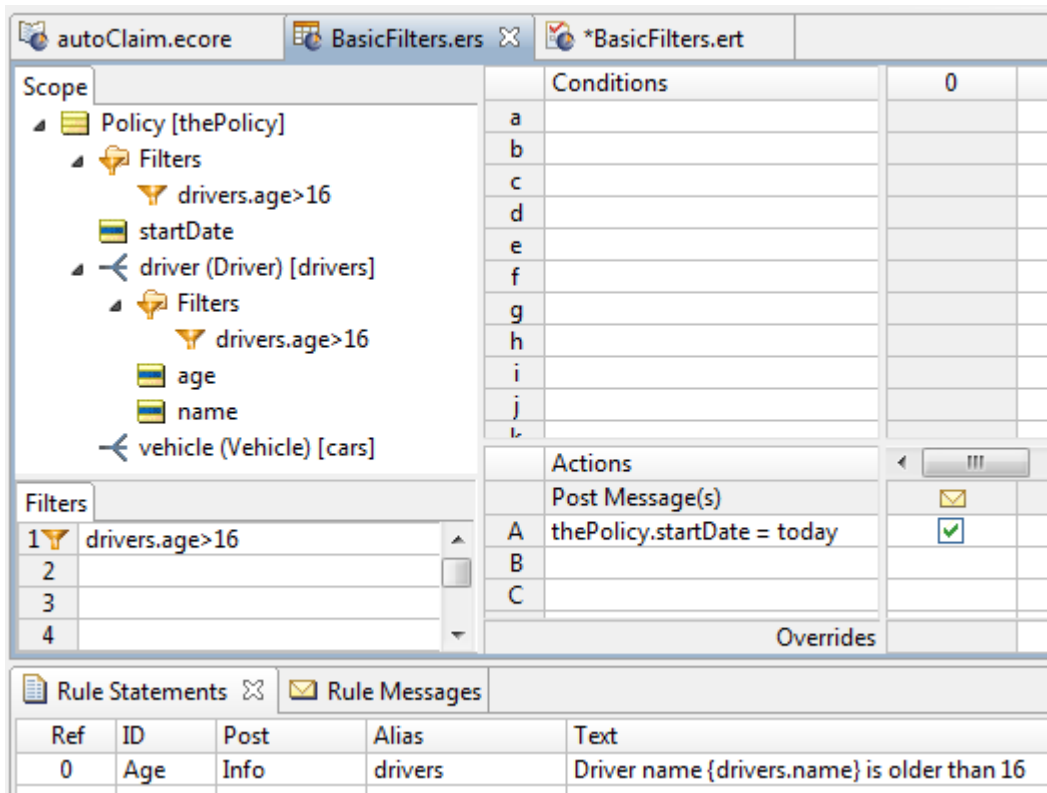 autoClaim.ecore BasicFilters.ers *BasicFilters.ert
Scope
Policy [thePolicy]
Filters
drivers.age>16
startDate
driver (Driver) [drivers]
Filters
drivers.age>16
age
name
vehicle (Vehicle) [cars]
Filters
1 drivers.age>16
2
3
4
Conditions 0
a
b
c
d
e
f
g
h
i
j
k
Actions
Post Message(s)
A thePolicy.startDate = today
B
C
Overrides
Rule Statements Rule Messages
Ref ID Post Alias Text
0 Age Info drivers Driver name {drivers.name} is older than 16